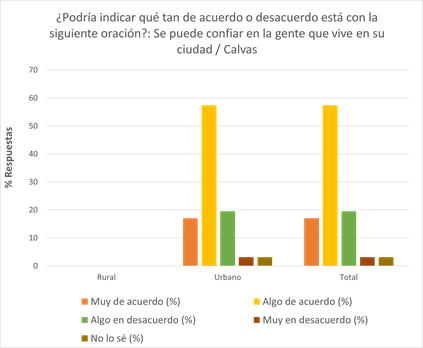 ¿Podría indicar qué tan de acuerdo o desacuerdo está con la
siguiente oración?: Se puede confiar en la gente que vive en su
ciudad / Calvas
70
60
50
40
30
20
10
0
% Respuestas
Rural
Urbano
Total
Muy de acuerdo (%)
Algo de acuerdo (%)
Algo en desacuerdo (%)
Muy en desacuerdo (%)
No lo sé (%)